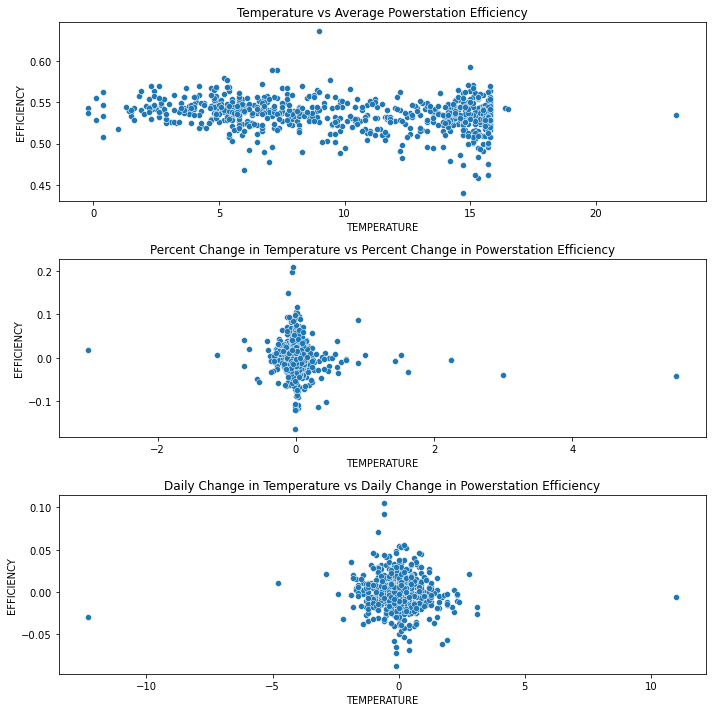 Temperature vs Average Powerstation Efficiency
0.60
0.55
0.50
0.45
EFFICIENCY
0 5 10 15 20
TEMPERATURE
Percent Change in Temperature vs Percent Change in Powerstation Efficiency
0.2
0.1
0.0
−0.1
EFFICIENCY
−2 0 2 4
TEMPERATURE
Daily Change in Temperature vs Daily Change in Powerstation Efficiency
0.10
0.05
0.00
−0.05
EFFICIENCY
−10 −5 0 5 10
TEMPERATURE